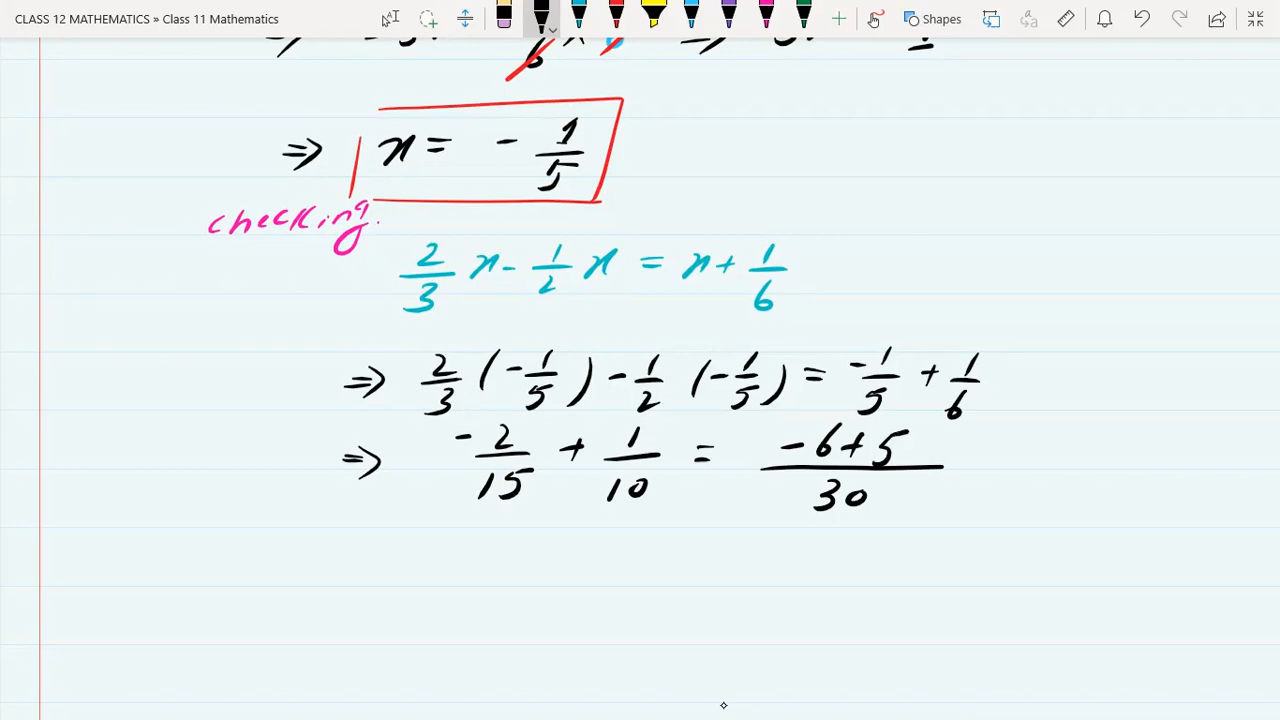 CLASS 12 MATHEMATICS » Class 11 Mathematics
Shapes
⇒ x = - 1/5
checking.
2/3 x - 1/2 x = x + 1/6
⇒ 2/3 (-1/5) - 1/2 (-1/5) = -1/5 + 1/6
⇒ -2/15 + 1/10 = (-6+5)/30